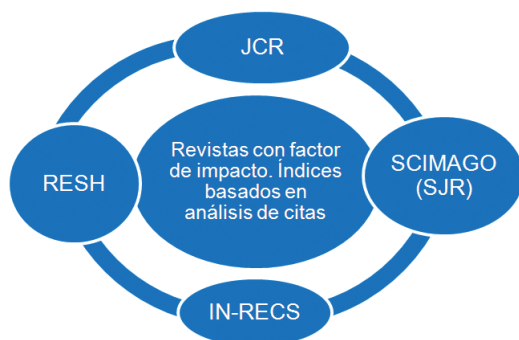 JCR
Revistas con factor
de impacto. Índices
basados en
análisis de citas
SCIMAGO
(SJR)
RESH
IN-RECS